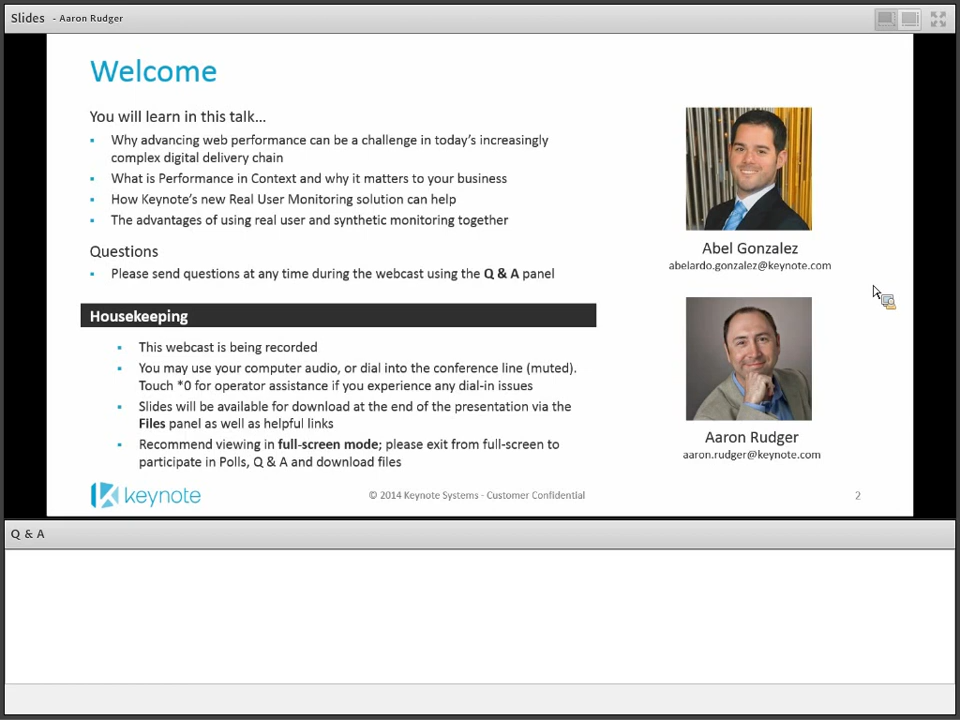 Slides - Aaron Rudger
Welcome
You will learn in this talk...
▪ Why advancing web performance can be a challenge in today's increasingly
complex digital delivery chain
▪ What is Performance in Context and why it matters to your business
▪ How Keynote's new Real User Monitoring solution can help
▪ The advantages of using real user and synthetic monitoring together
Questions
▪ Please send questions at any time during the webcast using the Q & A panel
Housekeeping
▪ This webcast is being recorded
▪ You may use your computer audio, or dial into the conference line (muted).
Touch *0 for operator assistance if you experience any dial-in issues
▪ Slides will be available for download at the end of the presentation via the
Files panel as well as helpful links
▪ Recommend viewing in full-screen mode; please exit from full-screen to
participate in Polls, Q & A and download files
Abel Gonzalez
abelardo.gonzalez@keynote.com
Aaron Rudger
aaron.rudger@keynote.com
keynote
© 2014 Keynote Systems - Customer Confidential
2
Q & A